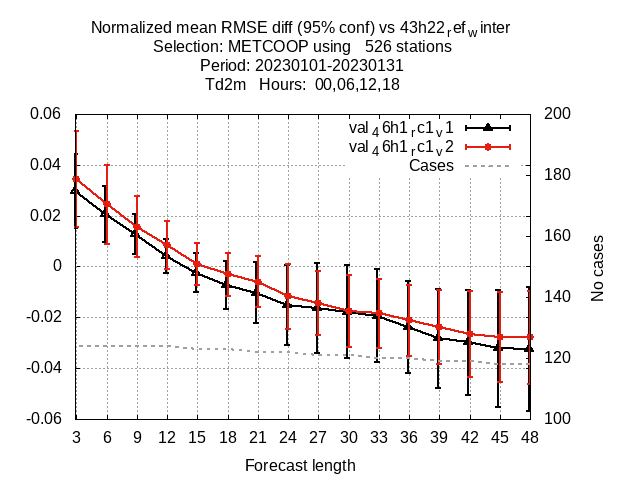 Normalized mean RMSE diff (95% conf) vs 43h22refwinter
Selection: METCOOP using 526 stations
Period: 20230101-20230131
Td2m Hours: 00,06,12,18
0.06 200
val46h1rc1v1
val46h1rc1v2
Cases
0.04 180
0.02
160
0
No cases
140
-0.02
120
-0.04
-0.06 100
3 6 9 12 15 18 21 24 27 30 33 36 39 42 45 48
Forecast length